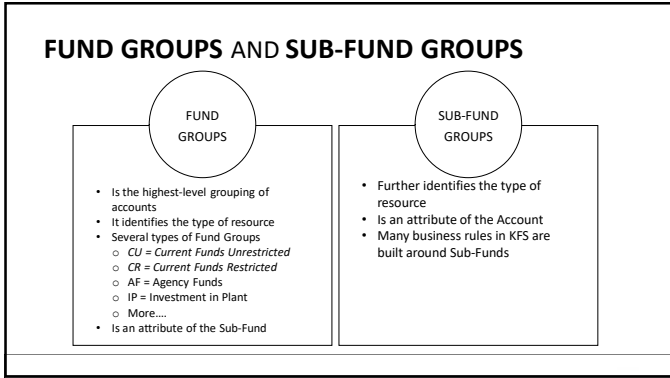 FUND GROUPS AND SUB-FUND GROUPS
FUND
GROUPS
• Is the highest-level grouping of
accounts
• It identifies the type of resource
• Several types of Fund Groups
o CU = Current Funds Unrestricted
o CR = Current Funds Restricted
o AF = Agency Funds
o IP = Investment in Plant
o More....
• Is an attribute of the Sub-Fund
SUB-FUND
GROUPS
• Further identifies the type of
resource
• Is an attribute of the Account
• Many business rules in KFS are
built around Sub-Funds